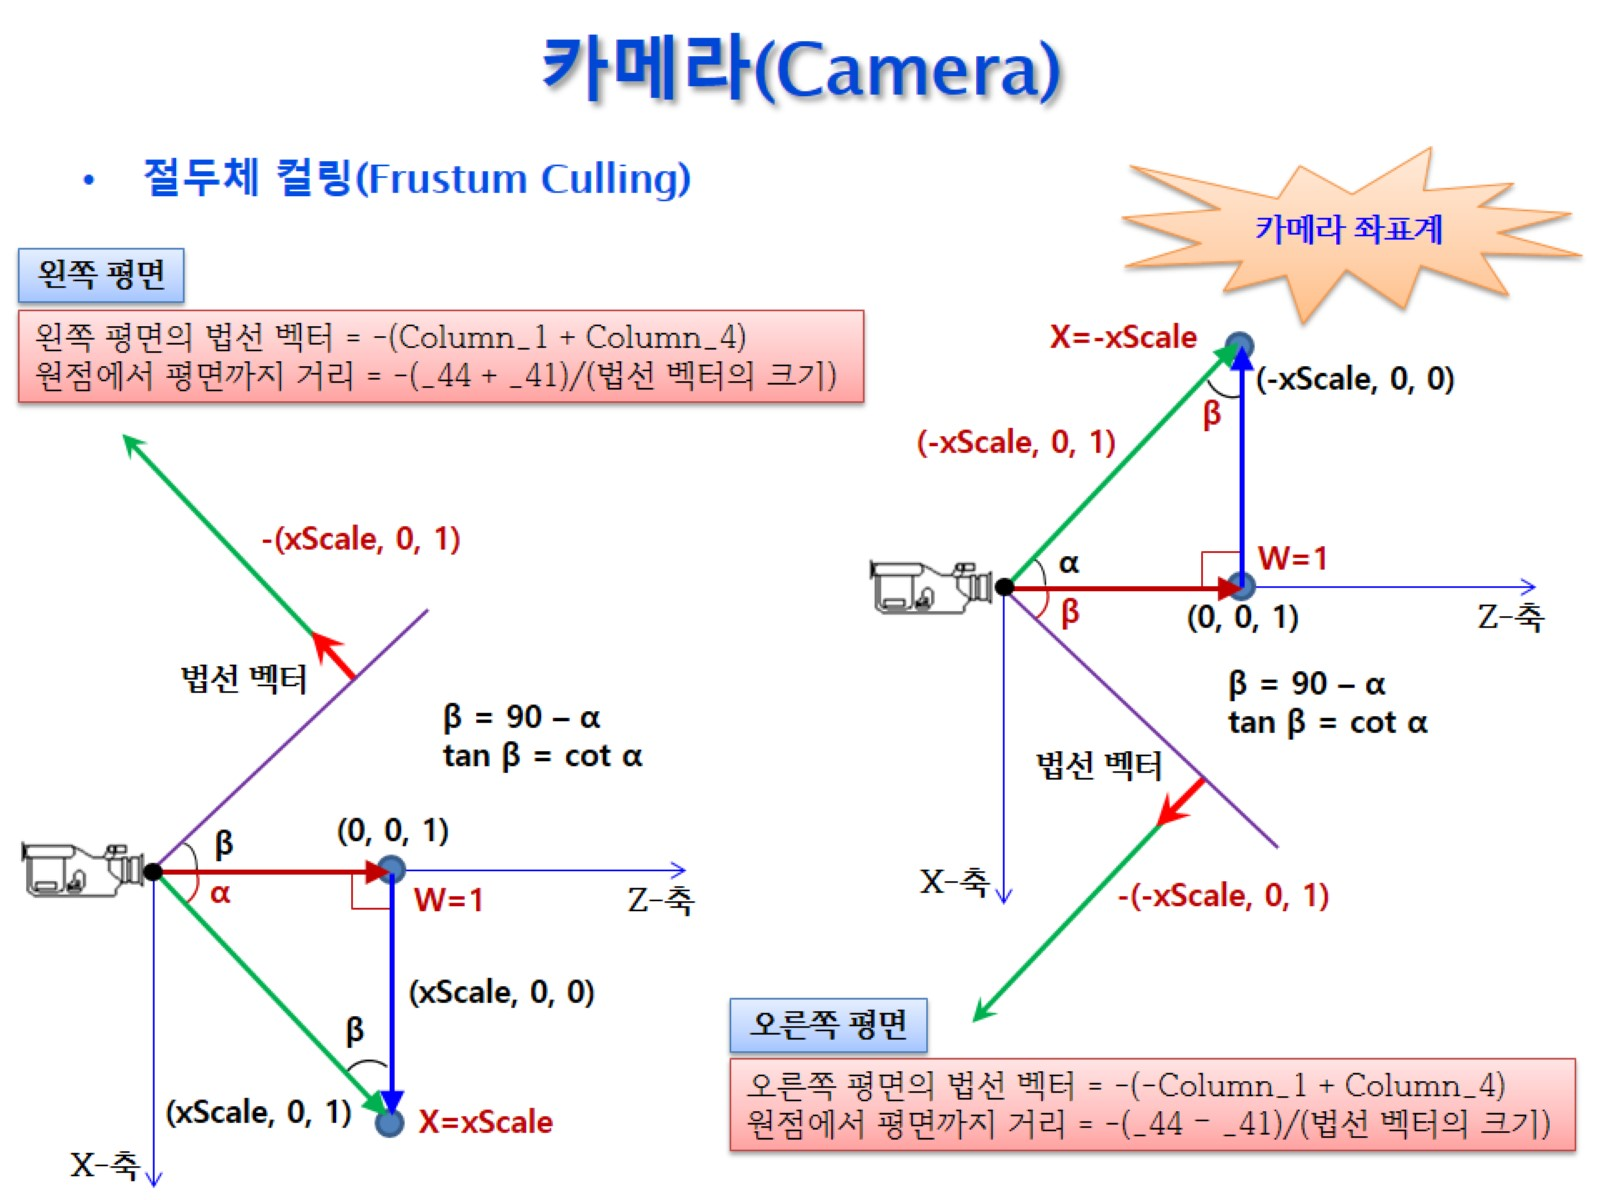 카메라(Camera)
• 절두체 컬링(Frustum Culling)
카메라 좌표계
왼쪽 평면
왼쪽 평면의 법선 벡터 = -(Column_1 + Column_4)
원점에서 평면까지 거리 = -(_44 + _41)/(법선 벡터의 크기)
-(xScale, 0, 1)
법선 벡터
β = 90 – α
tan β = cot α
(0, 0, 1)
β
α
W=1
Z-축
(xScale, 0, 0)
β
(xScale, 0, 1)
X=xScale
X-축
X=-xScale
(-xScale, 0, 0)
β
(-xScale, 0, 1)
α
W=1
β
(0, 0, 1)
Z-축
β = 90 – α
tan β = cot α
법선 벡터
X-축
-(-xScale, 0, 1)
오른쪽 평면
오른쪽 평면의 법선 벡터 = -(-Column_1 + Column_4)
원점에서 평면까지 거리 = -(_44 - _41)/(법선 벡터의 크기)